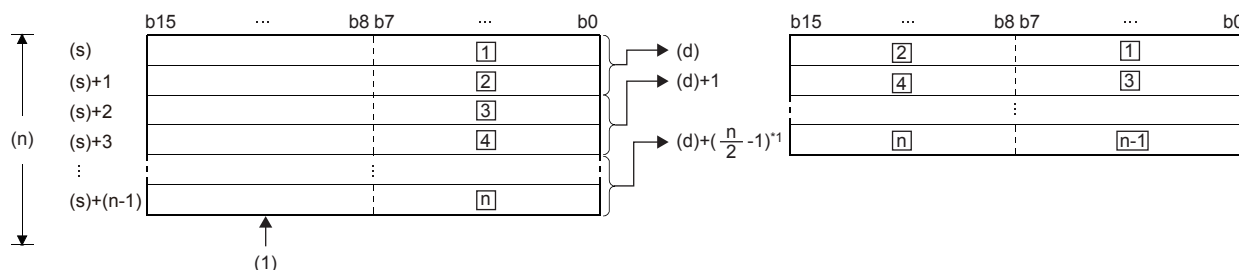 b15 ... b8 b7 ... b0 b15 ... b8 b7 ... b0
(s) 1 (d) 2 1
(s)+1 2 (d)+1 4 3
(s)+2 3 ⋮
(n) (s)+3 4 (d)+(n/2 -1)*1 n n-1
⋮ ⋮
(s)+(n-1) n
(1)